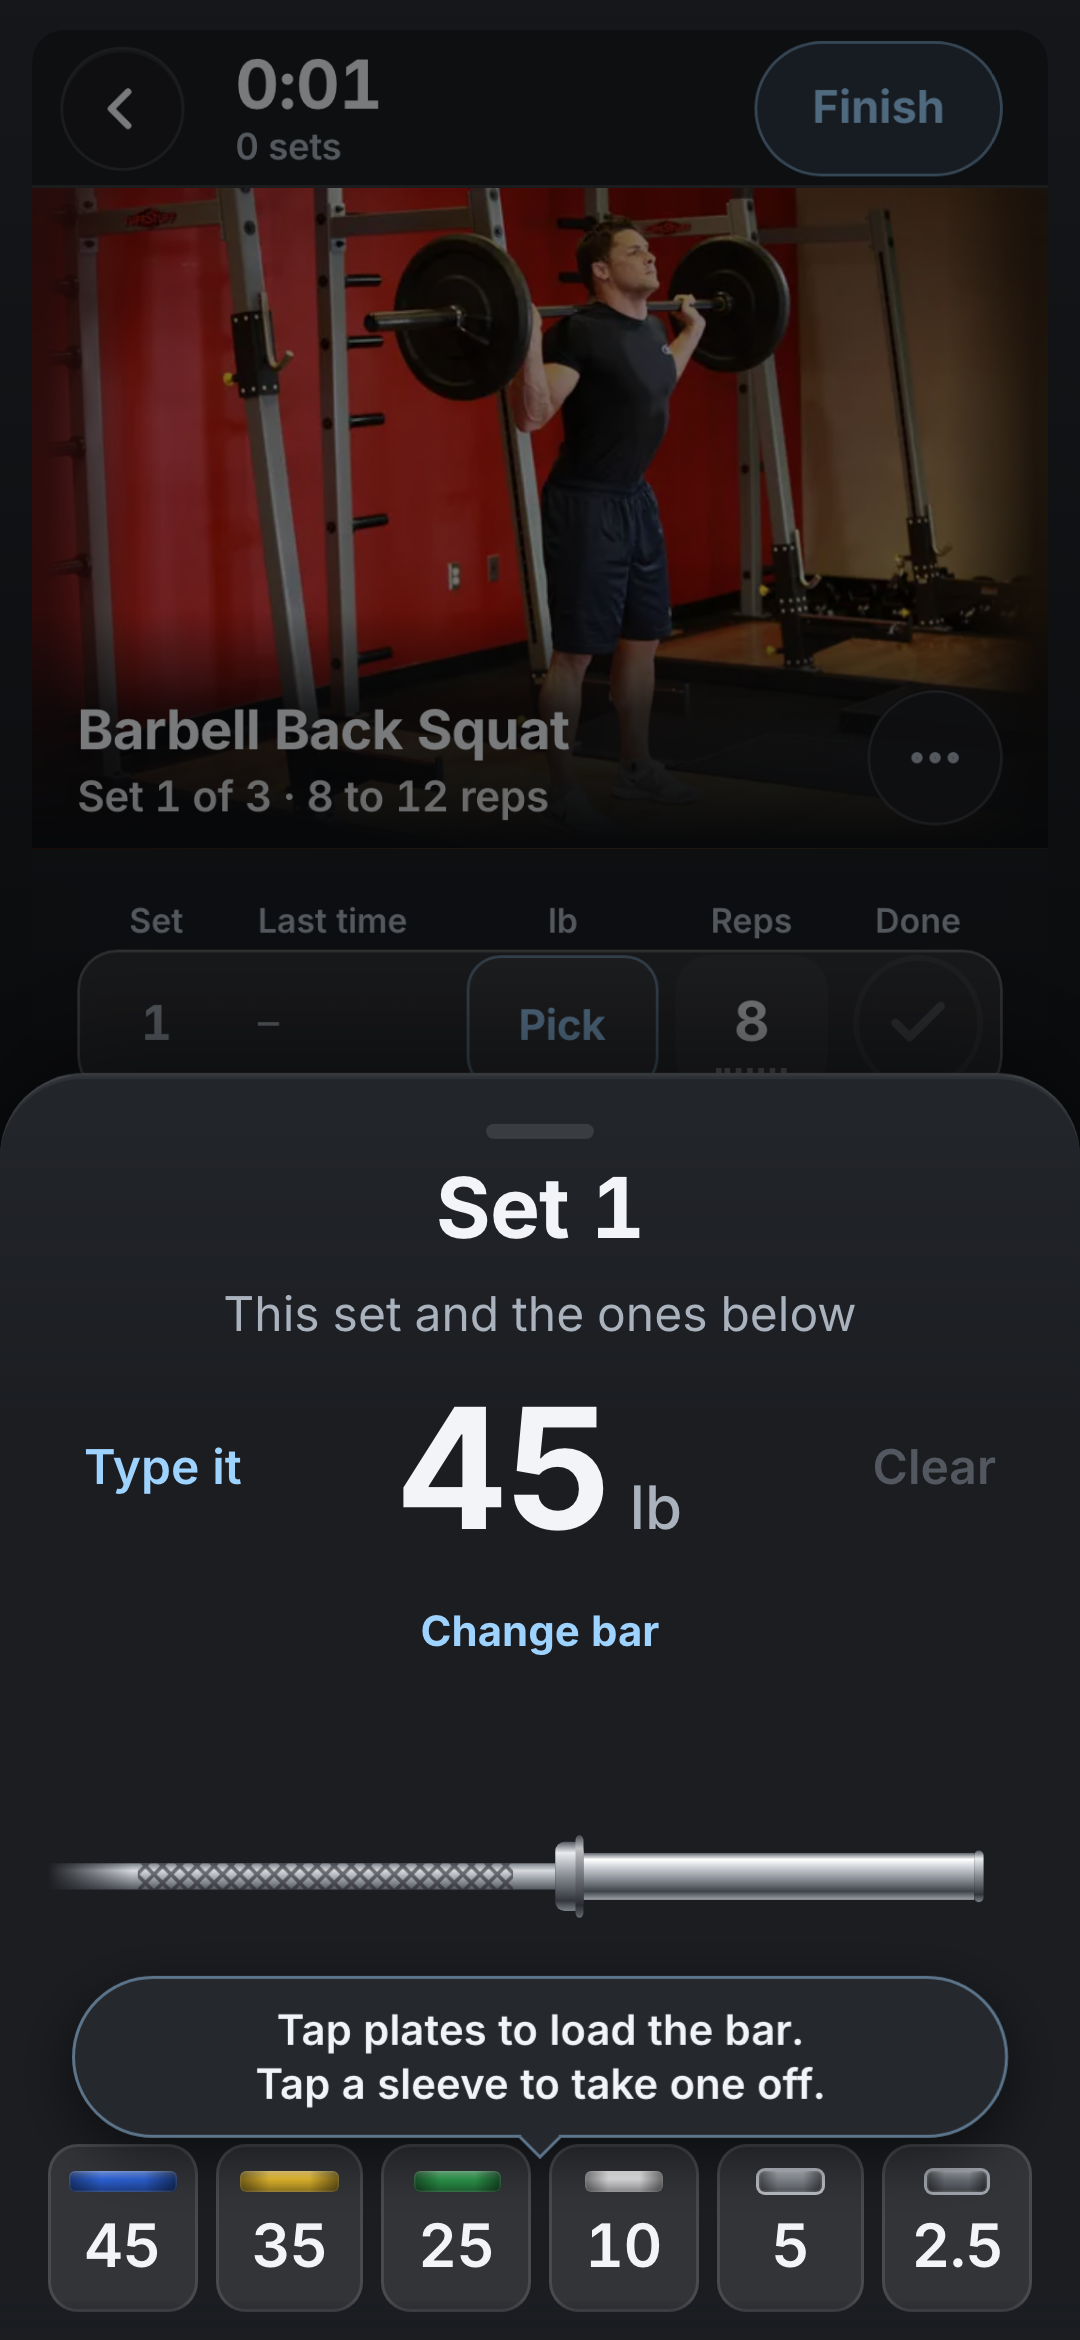 0:01
0 sets
Finish
Barbell Back Squat
Set 1 of 3 · 8 to 12 reps
Set Last time lb Reps Done
1 – Pick 8
Set 1
This set and the ones below
Type it 45 lb Clear
Change bar
Tap plates to load the bar.
Tap a sleeve to take one off.
45 35 25 10 5 2.5